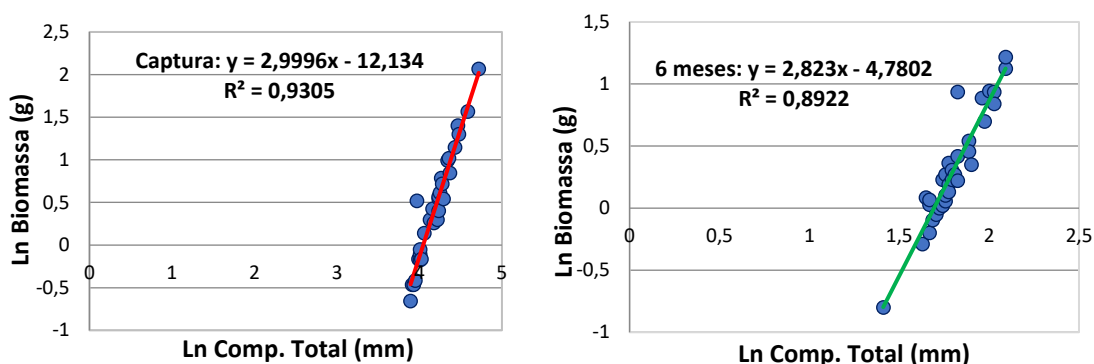 Captura: y = 2,9996x - 12,134
R² = 0,9305
Ln Biomassa (g)
2,5
2
1,5
1
0,5
0
-0,5
-1
0 1 2 3 4 5
Ln Comp. Total (mm)
6 meses: y = 2,823x - 4,7802
R² = 0,8922
Ln Biomassa (g)
1,5
1
0,5
0
-0,5
-1
0 0,5 1 1,5 2 2,5
Ln Comp. Total (mm)